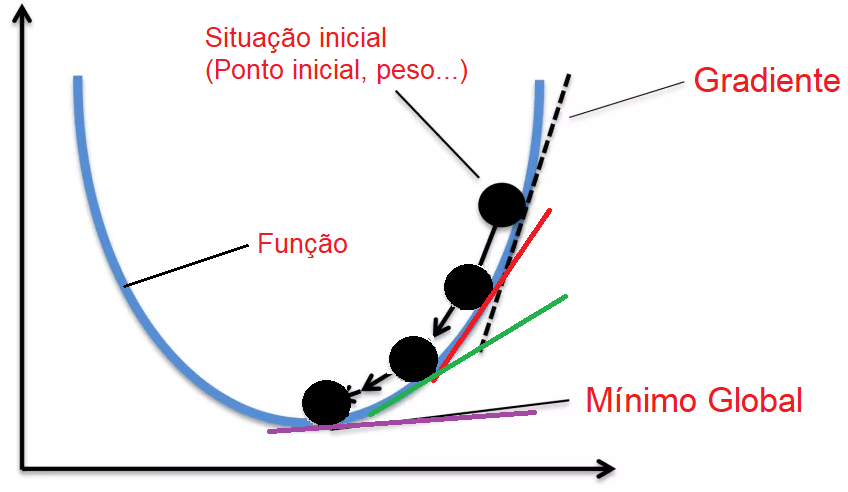 Situação inicial
(Ponto inicial, peso...)
Gradiente
Função
Mínimo Global